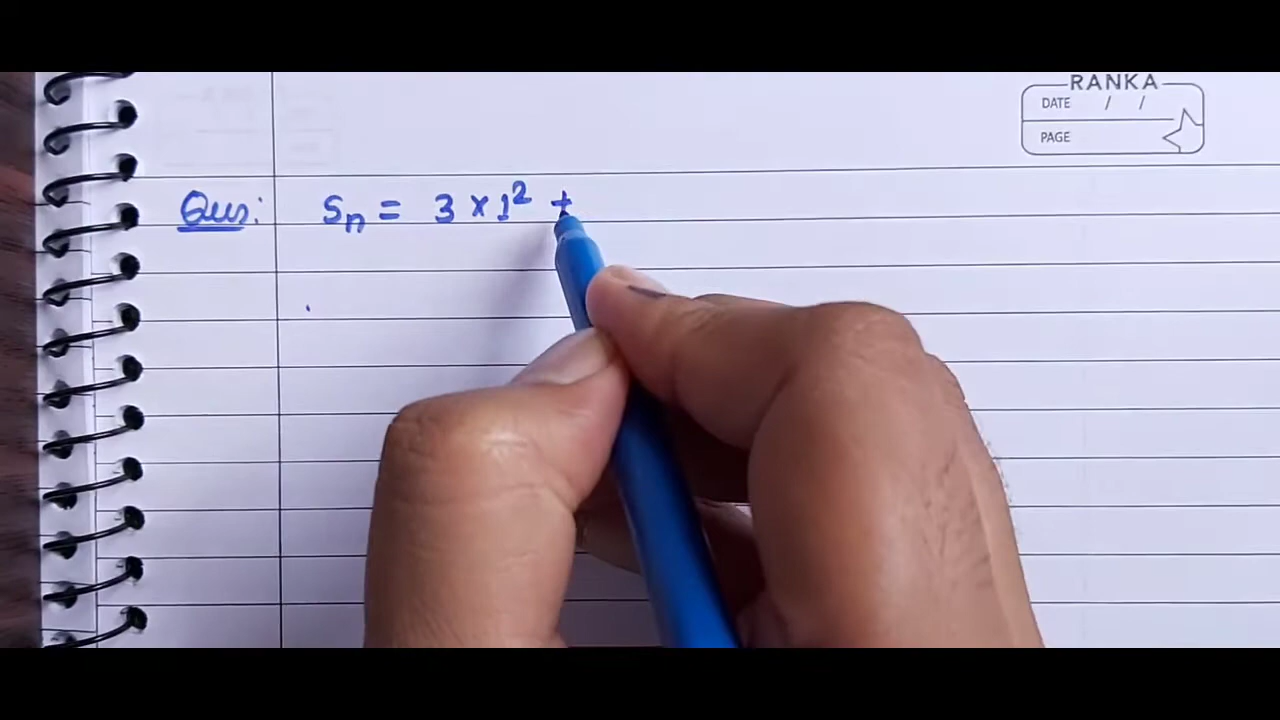 RANKA
DATE / /
PAGE
Qus: Sn = 3 × 1² +